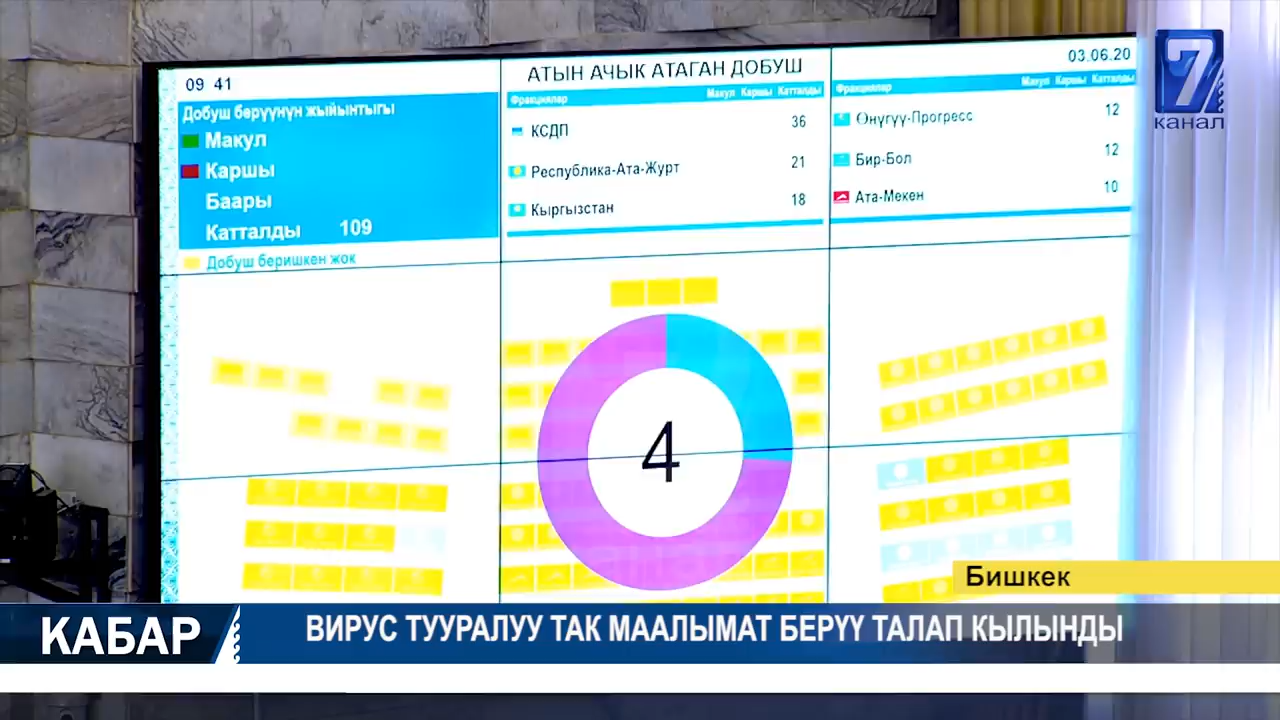 09 41
Добуш берүүнүн жыйынтыгы
Макул
Каршы
Баары
Катталды 109
Добуш беришкен жок
АТЫН АЧЫК АТАГАН ДОБУШ
Фракциялар Макул Каршы Катталды
КСДП 36
Республика-Ата-Журт 21
Кыргызстан 18
03.06.20
Фракциялар Макул Каршы Катталды
Өнүгүү-Прогресс 12
Бир-Бол 12
Ата-Мекен 10
4
7
канал
Бишкек
КАБАР
ВИРУС ТУУРАЛУУ ТАК МААЛЫМАТ БЕРҮҮ ТАЛАП КЫЛЫНДЫ